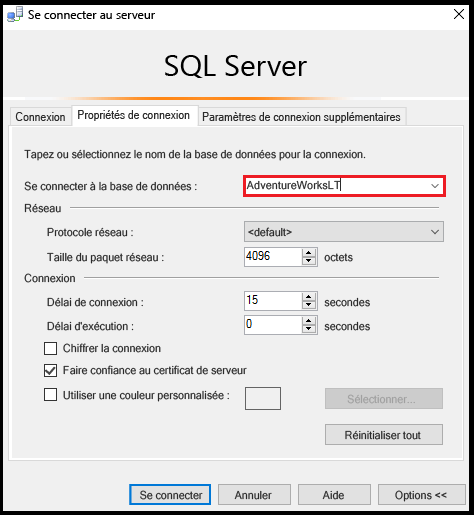 Se connecter au serveur
SQL Server
Connexion Propriétés de connexion Paramètres de connexion supplémentaires
Tapez ou sélectionnez le nom de la base de données pour la connexion.
Se connecter à la base de données : AdventureWorksLT
Réseau
Protocole réseau : <default>
Taille du paquet réseau : 4096 octets
Connexion
Délai de connexion : 15 secondes
Délai d'exécution : 0 secondes
Chiffrer la connexion
Faire confiance au certificat de serveur
Utiliser une couleur personnalisée : Sélectionner...
Réinitialiser tout
Se connecter Annuler Aide Options <<